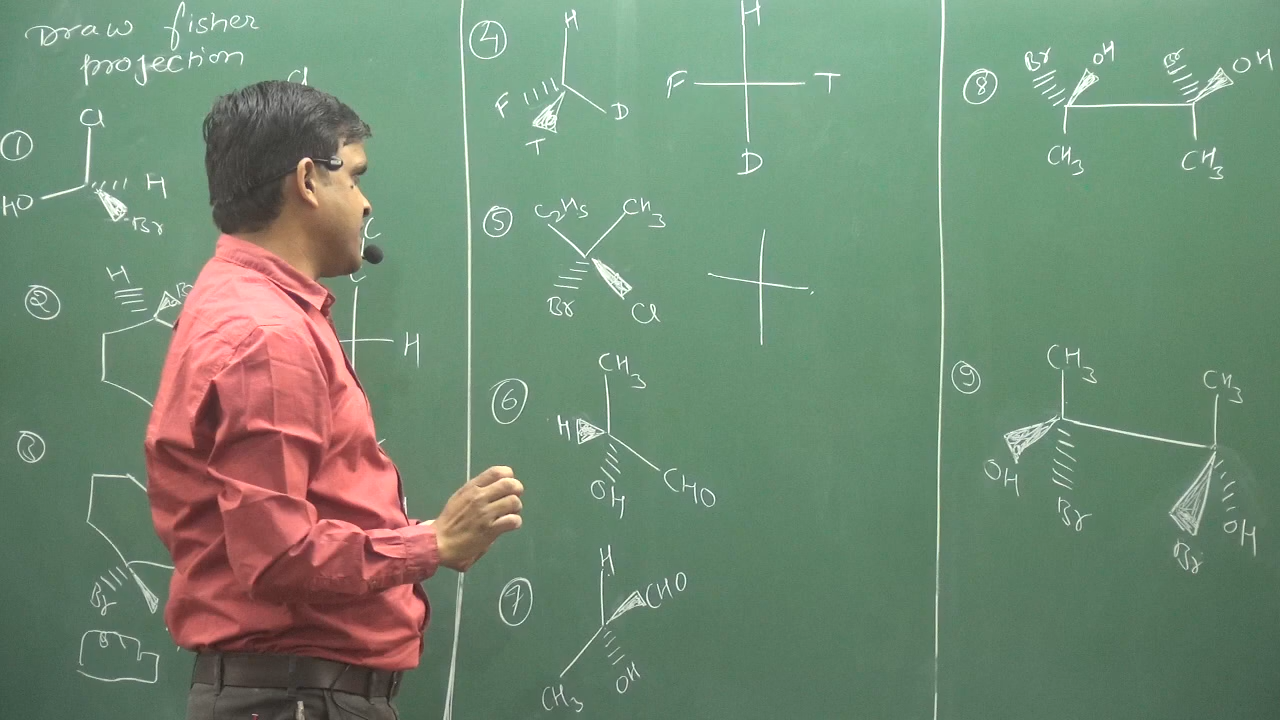 Draw fisher
projection
①
Cl
HO
H
Br
②
H
H
③
Br
④
H
F
T
D
H
F
T
D
⑤
C2H5
CH3
Br
Cl
⑥
CH3
H
OH
CHO
⑦
H
CHO
CH3
OH
⑧
Br
OH
Br
OH
CH3
CH3
⑨
CH3
CH3
OH
Br
Br
OH